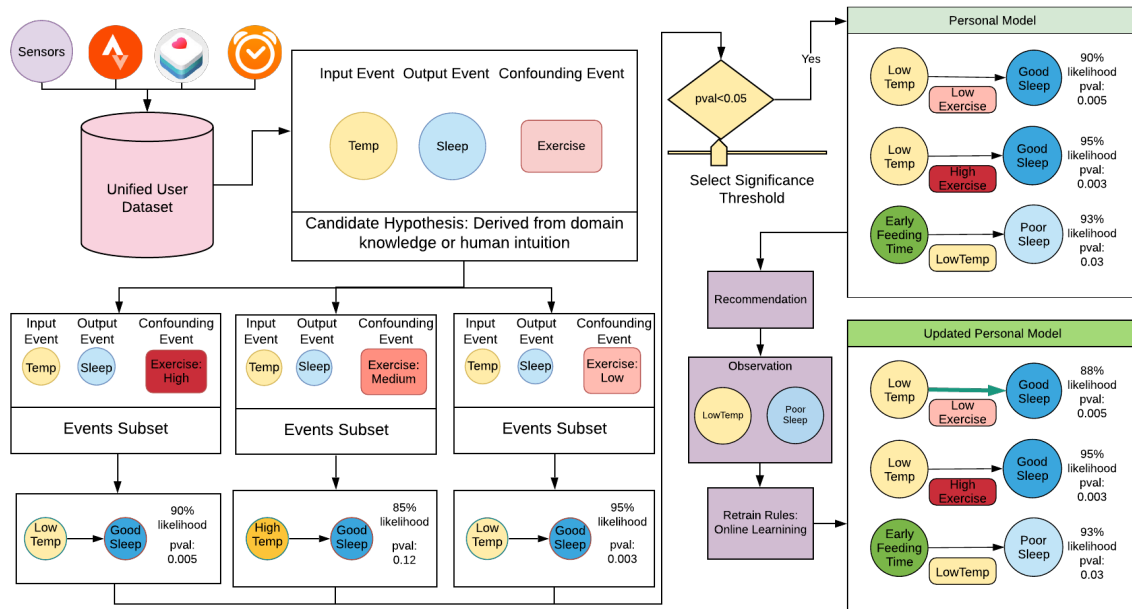 Sensors
Unified User
Dataset
Input Event
Output Event
Confounding Event
Temp
Sleep
Exercise
Candidate Hypothesis: Derived from domain
knowledge or human intuition
Input
Event
Output
Event
Confounding
Event
Temp
Sleep
Exercise:
High
Events Subset
Input
Event
Output
Event
Confounding
Event
Temp
Sleep
Exercise:
Medium
Events Subset
Input
Event
Output
Event
Confounding
Event
Temp
Sleep
Exercise:
Low
Events Subset
Low
Temp
Good
Sleep
90%
likelihood
pval:
0.005
High
Temp
Good
Sleep
85%
likelihood
pval:
0.12
Low
Temp
Good
Sleep
95%
likelihood
pval:
0.003
pval<0.05
Yes
Select Significance
Threshold
Personal Model
Low
Temp
Low
Exercise
Good
Sleep
90%
likelihood
pval:
0.005
Low
Temp
High
Exercise
Good
Sleep
95%
likelihood
pval:
0.003
Early
Feeding
Time
LowTemp
Poor
Sleep
93%
likelihood
pval:
0.03
Recommendation
Observation
LowTemp
Poor
Sleep
Retrain Rules:
Online Learnining
Updated Personal Model
Low
Temp
Low
Exercise
Good
Sleep
88%
likelihood
pval:
0.005
Low
Temp
High
Exercise
Good
Sleep
95%
likelihood
pval:
0.003
Early
Feeding
Time
LowTemp
Poor
Sleep
93%
likelihood
pval:
0.03